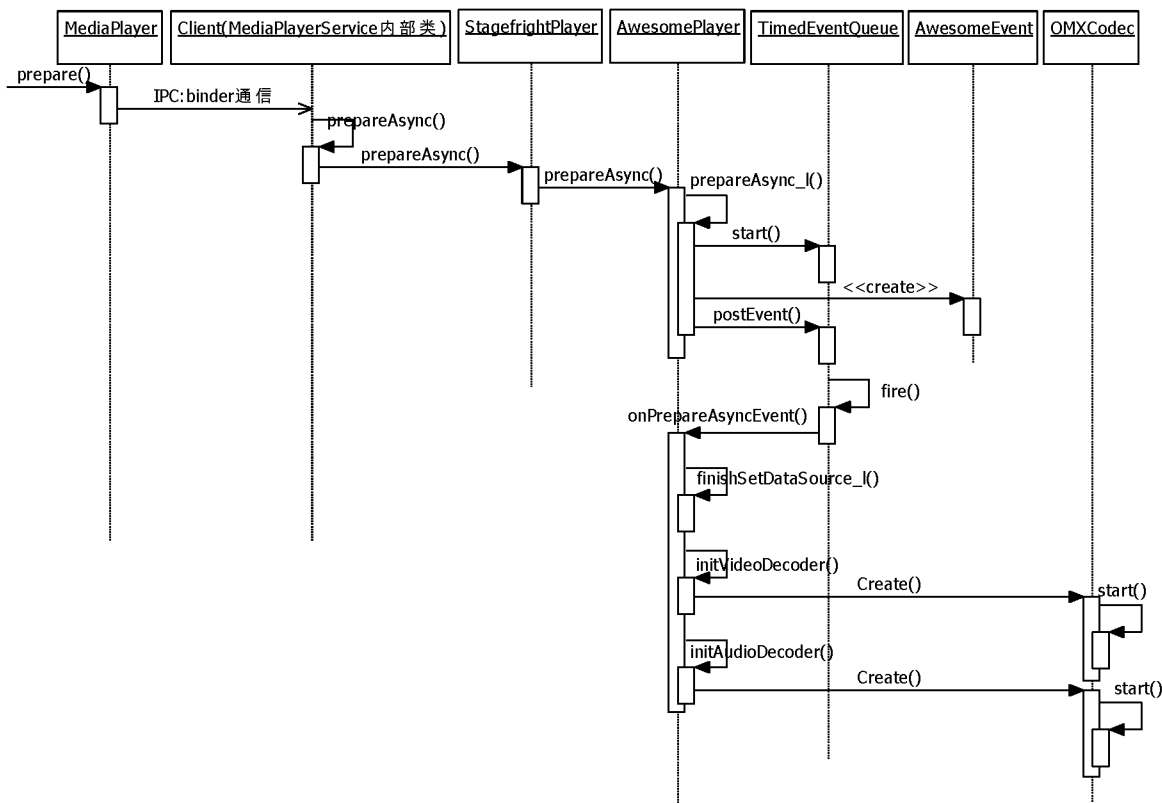 MediaPlayer
Client(MediaPlayerService内部类)
StagefrightPlayer
AwesomePlayer
TimedEventQueue
AwesomeEvent
OMXCodec
prepare()
IPC:binder通信
prepareAsync()
prepareAsync()
prepareAsync()
prepareAsync_l()
start()
<<create>>
postEvent()
fire()
onPrepareAsyncEvent()
finishSetDataSource_l()
initVideoDecoder()
Create()
start()
initAudioDecoder()
Create()
start()